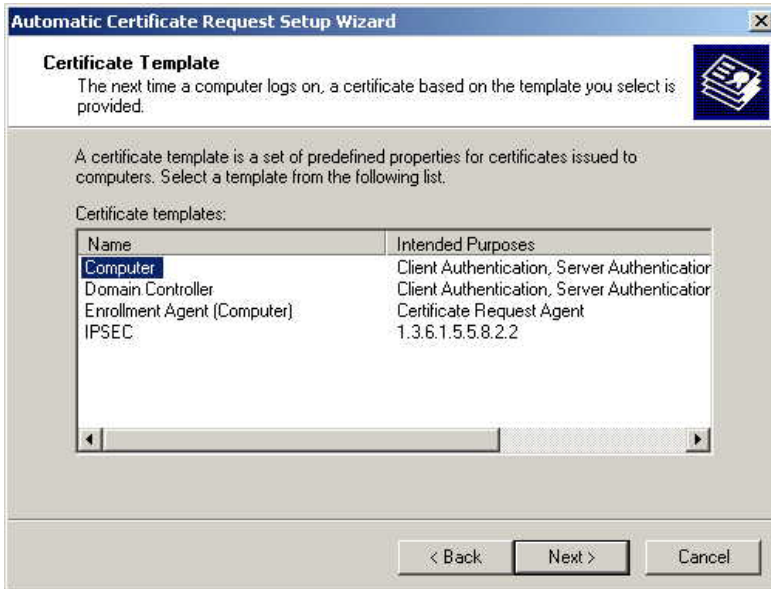 Automatic Certificate Request Setup Wizard
Certificate Template
The next time a computer logs on, a certificate based on the template you select is
provided.
A certificate template is a set of predefined properties for certificates issued to
computers. Select a template from the following list.
Certificate templates:
Name Intended Purposes
Computer Client Authentication, Server Authentication
Domain Controller Client Authentication, Server Authentication
Enrollment Agent (Computer) Certificate Request Agent
IPSEC 1.3.6.1.5.5.8.2.2
< Back Next > Cancel